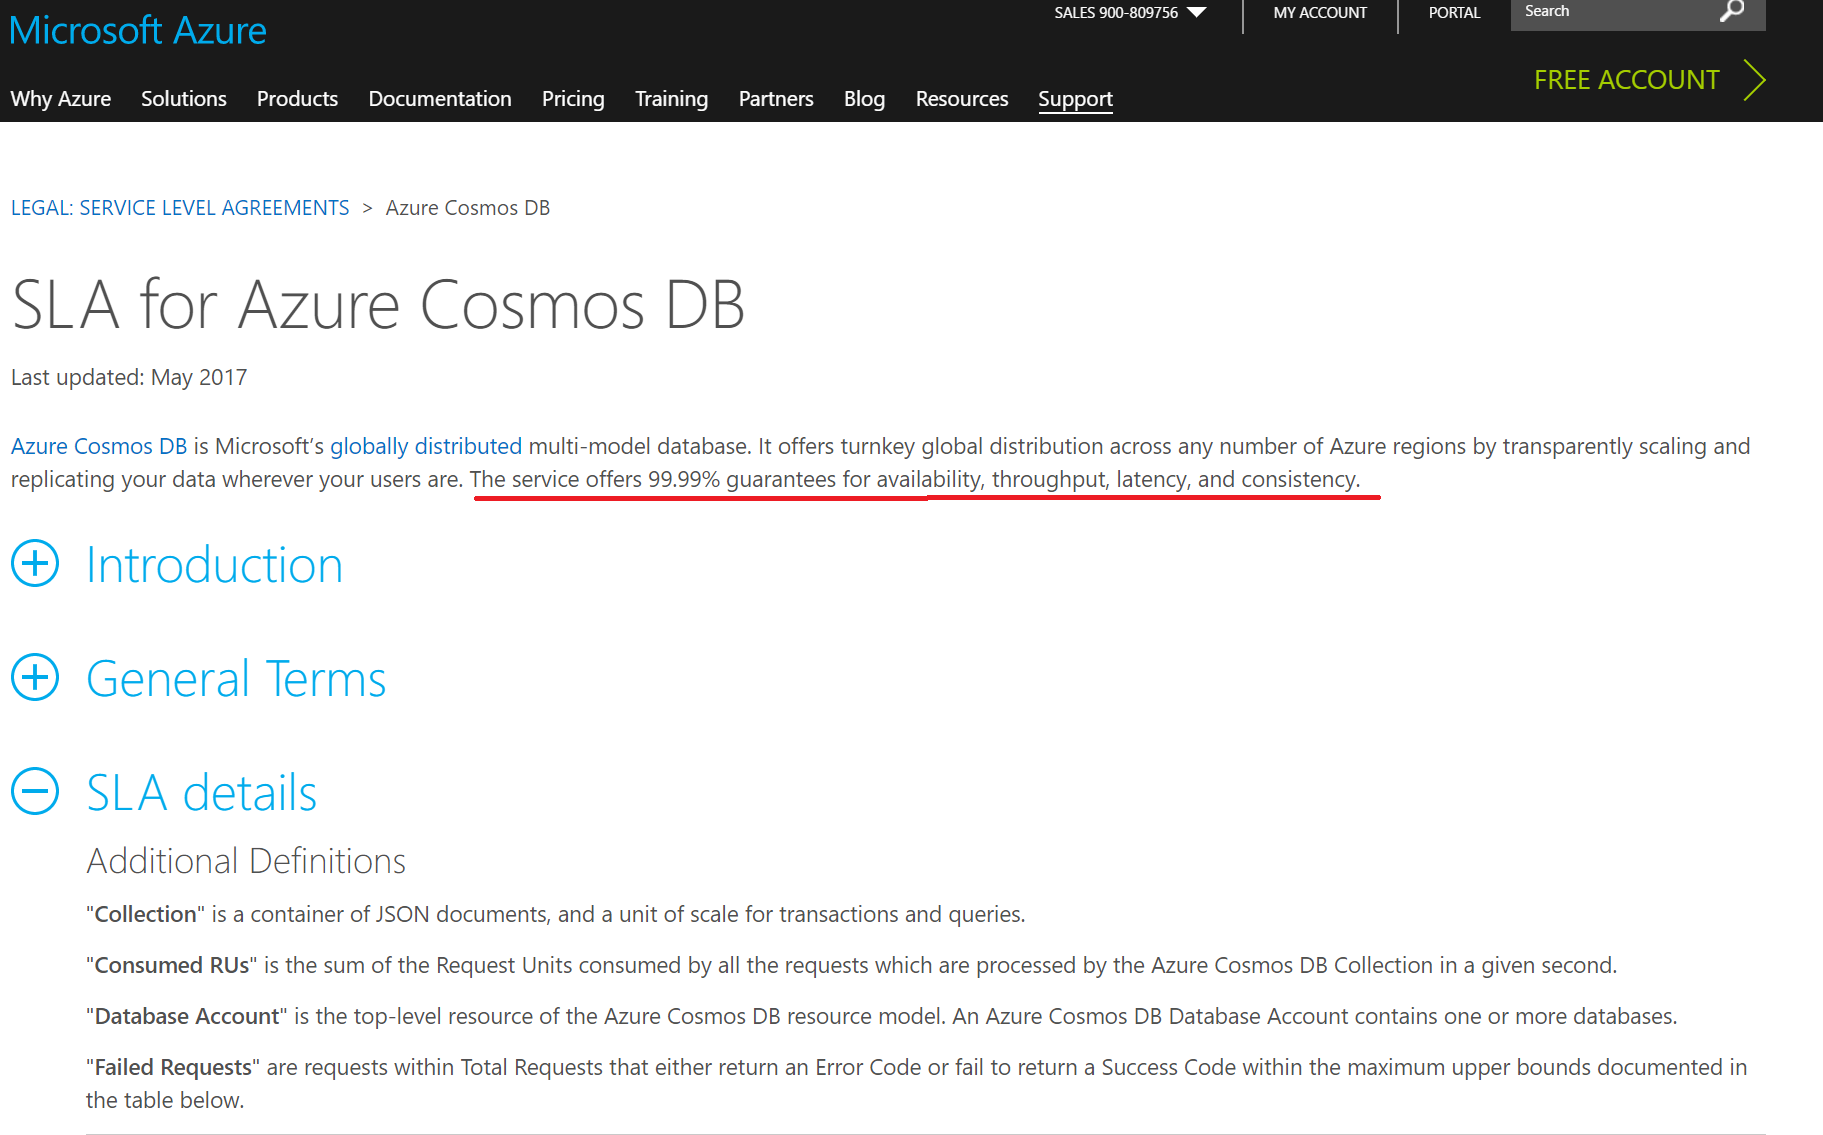 Microsoft Azure
SALES 900-809756
MY ACCOUNT
PORTAL
Search
FREE ACCOUNT
Why Azure Solutions Products Documentation Pricing Training Partners Blog Resources Support
LEGAL: SERVICE LEVEL AGREEMENTS > Azure Cosmos DB
SLA for Azure Cosmos DB
Last updated: May 2017
Azure Cosmos DB is Microsoft’s globally distributed multi-model database. It offers turnkey global distribution across any number of Azure regions by transparently scaling and
replicating your data wherever your users are. The service offers 99.99% guarantees for availability, throughput, latency, and consistency.
Introduction
General Terms
SLA details
Additional Definitions
"Collection" is a container of JSON documents, and a unit of scale for transactions and queries.
"Consumed RUs" is the sum of the Request Units consumed by all the requests which are processed by the Azure Cosmos DB Collection in a given second.
"Database Account" is the top-level resource of the Azure Cosmos DB resource model. An Azure Cosmos DB Database Account contains one or more databases.
"Failed Requests" are requests within Total Requests that either return an Error Code or fail to return a Success Code within the maximum upper bounds documented in
the table below.